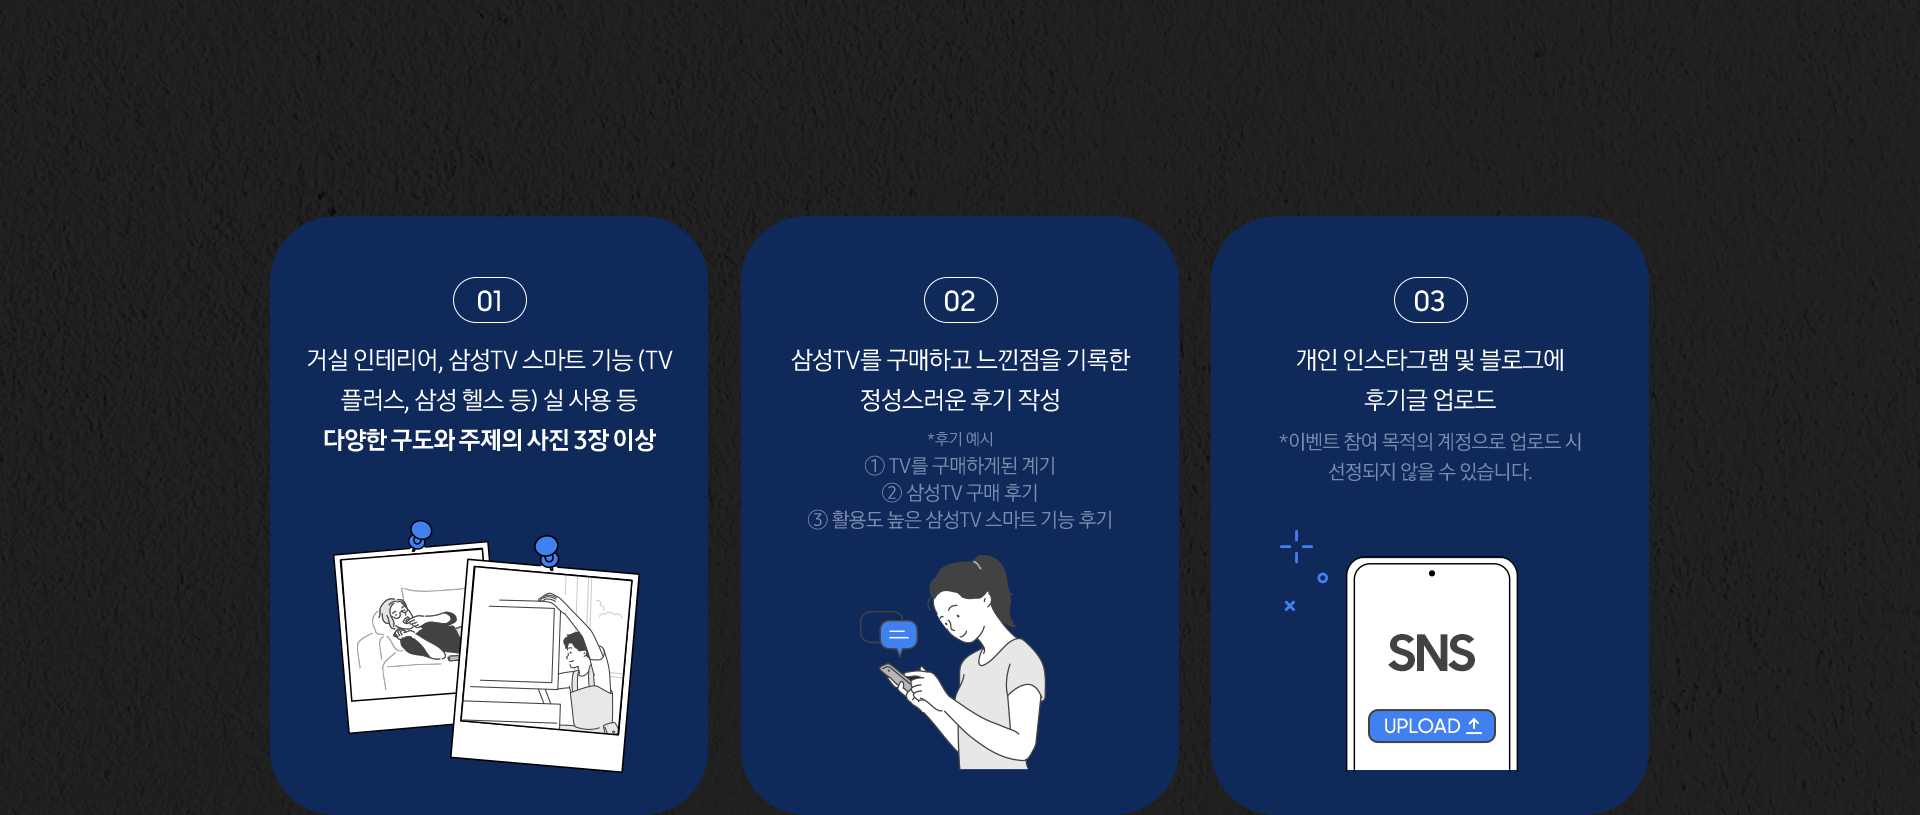 01
거실 인테리어, 삼성TV 스마트 기능 (TV
플러스, 삼성 헬스 등) 실 사용 등
다양한 구도와 주제의 사진 3장 이상
02
삼성TV를 구매하고 느낀점을 기록한
정성스러운 후기 작성
*후기 예시
① TV를 구매하게된 계기
② 삼성TV 구매 후기
③ 활용도 높은 삼성TV 스마트 기능 후기
03
개인 인스타그램 및 블로그에
후기글 업로드
*이벤트 참여 목적의 계정으로 업로드 시
선정되지 않을 수 있습니다.
SNS
UPLOAD